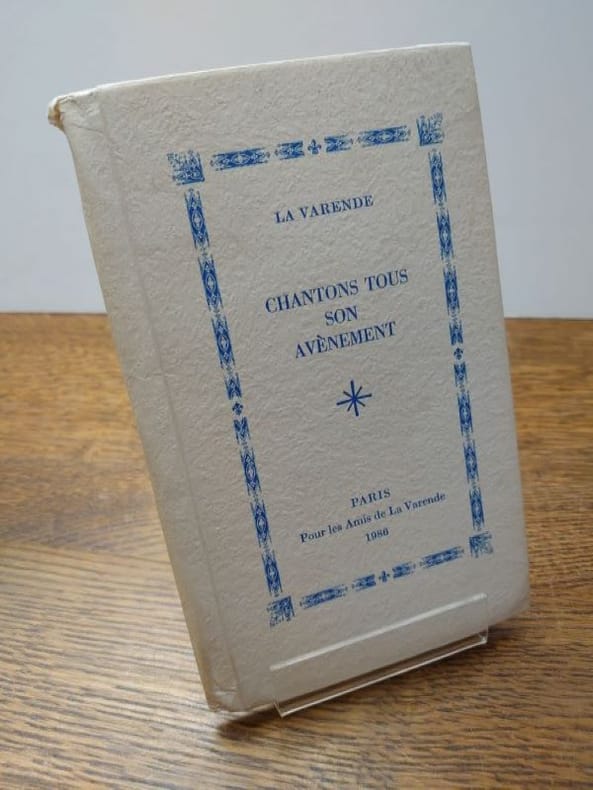 LA VARENDE
CHANTONS TOUS
SON
AVÈNEMENT
PARIS
Pour les Amis de La Varende
1986